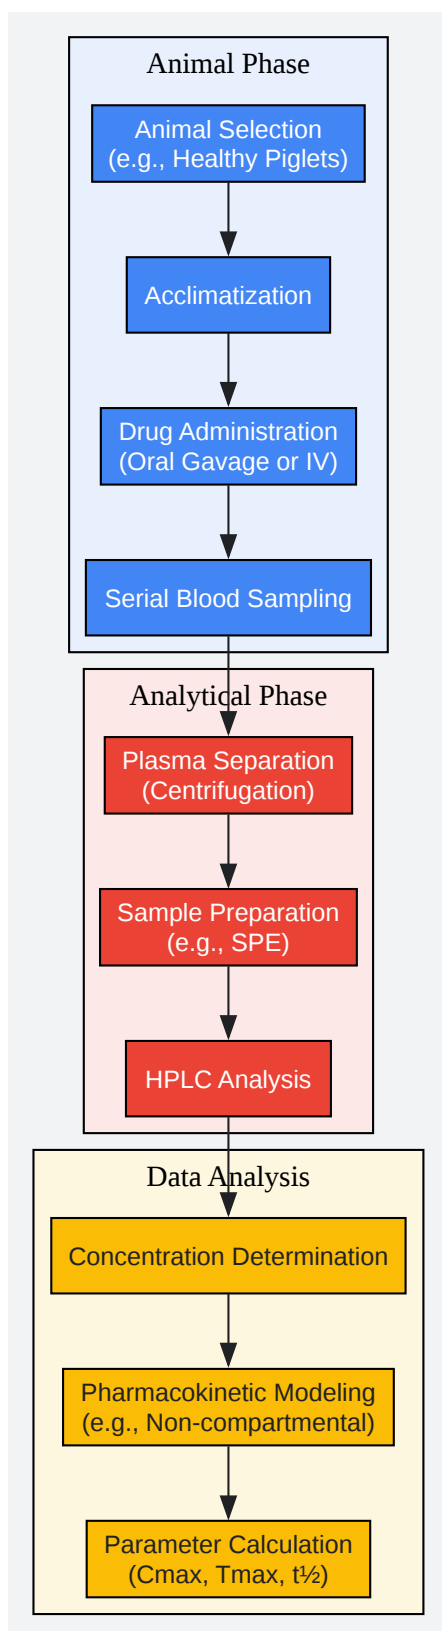 Animal Phase
Animal Selection
(e.g., Healthy Piglets)
Acclimatization
Drug Administration
(Oral Gavage or IV)
Serial Blood Sampling
Analytical Phase
Plasma Separation
(Centrifugation)
Sample Preparation
(e.g., SPE)
HPLC Analysis
Data Analysis
Concentration Determination
Pharmacokinetic Modeling
(e.g., Non-compartmental)
Parameter Calculation
(Cmax, Tmax, t½)